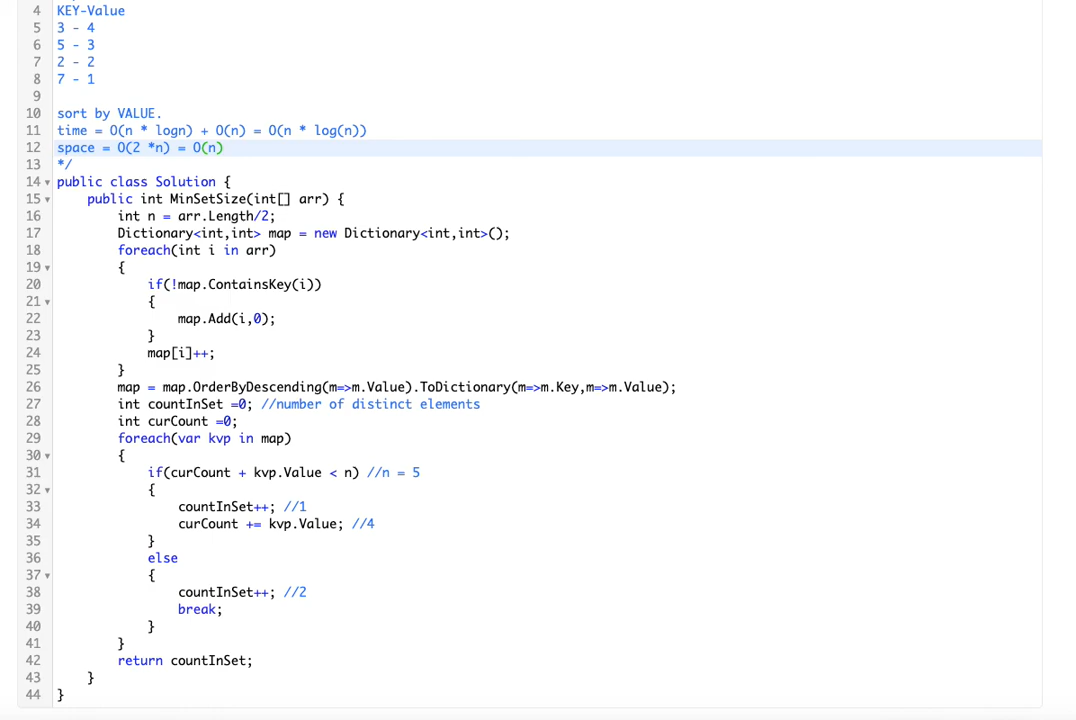 4 KEY-Value
5 3 - 4
6 5 - 3
7 2 - 2
8 7 - 1
9
10 sort by VALUE.
11 time = O(n * logn) + O(n) = O(n * log(n))
12 space = O(2 *n) = O(n)
13 */
14 public class Solution {
15     public int MinSetSize(int[] arr) {
16         int n = arr.Length/2;
17         Dictionary<int,int> map = new Dictionary<int,int>();
18         foreach(int i in arr)
19         {
20             if(!map.ContainsKey(i))
21             {
22                 map.Add(i,0);
23             }
24             map[i]++;
25         }
26         map = map.OrderByDescending(m=>m.Value).ToDictionary(m=>m.Key,m=>m.Value);
27         int countInSet =0; //number of distinct elements
28         int curCount =0;
29         foreach(var kvp in map)
30         {
31             if(curCount + kvp.Value < n) //n = 5
32             {
33                 countInSet++; //1
34                 curCount += kvp.Value; //4
35             }
36             else
37             {
38                 countInSet++; //2
39                 break;
40             }
41         }
42         return countInSet;
43     }
44 }